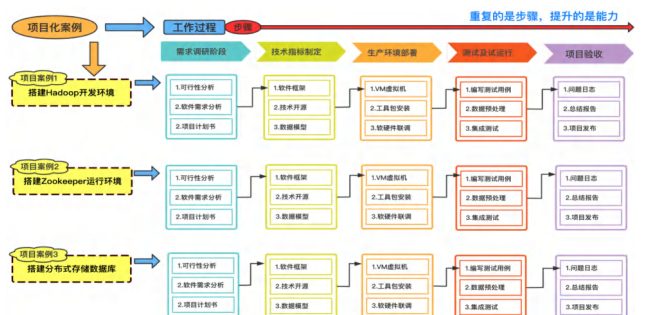 重复的是步骤，提升的是能力
项目化案例
工作过程
步骤
需求调研阶段
技术指标制定
生产环境部署
测试及试运行
项目验收
项目案例1
搭建Hadoop开发环境
1.可行性分析
2.软件需求分析
2.项目计划书
1.软件框架
2.技术开源
3.数据模型
1.VM虚拟机
2.工具包安装
3.软硬件联调
1.编写测试用例
2.数据预处理
3.集成测试
1.问题日志
2.总结报告
3.项目发布
项目案例2
搭建Zookeeper运行环境
1.可行性分析
2.软件需求分析
2.项目计划书
1.软件框架
2.技术开源
3.数据模型
1.VM虚拟机
2.工具包安装
3.软硬件联调
1.编写测试用例
2.数据预处理
3.集成测试
1.问题日志
2.总结报告
3.项目发布
项目案例3
搭建分布式存储数据库
1.可行性分析
2.软件需求分析
2.项目计划书
1.软件框架
2.技术开源
3.数据模型
1.VM虚拟机
2.工具包安装
3.软硬件联调
1.编写测试用例
2.数据预处理
3.集成测试
1.问题日志
2.总结报告
3.项目发布